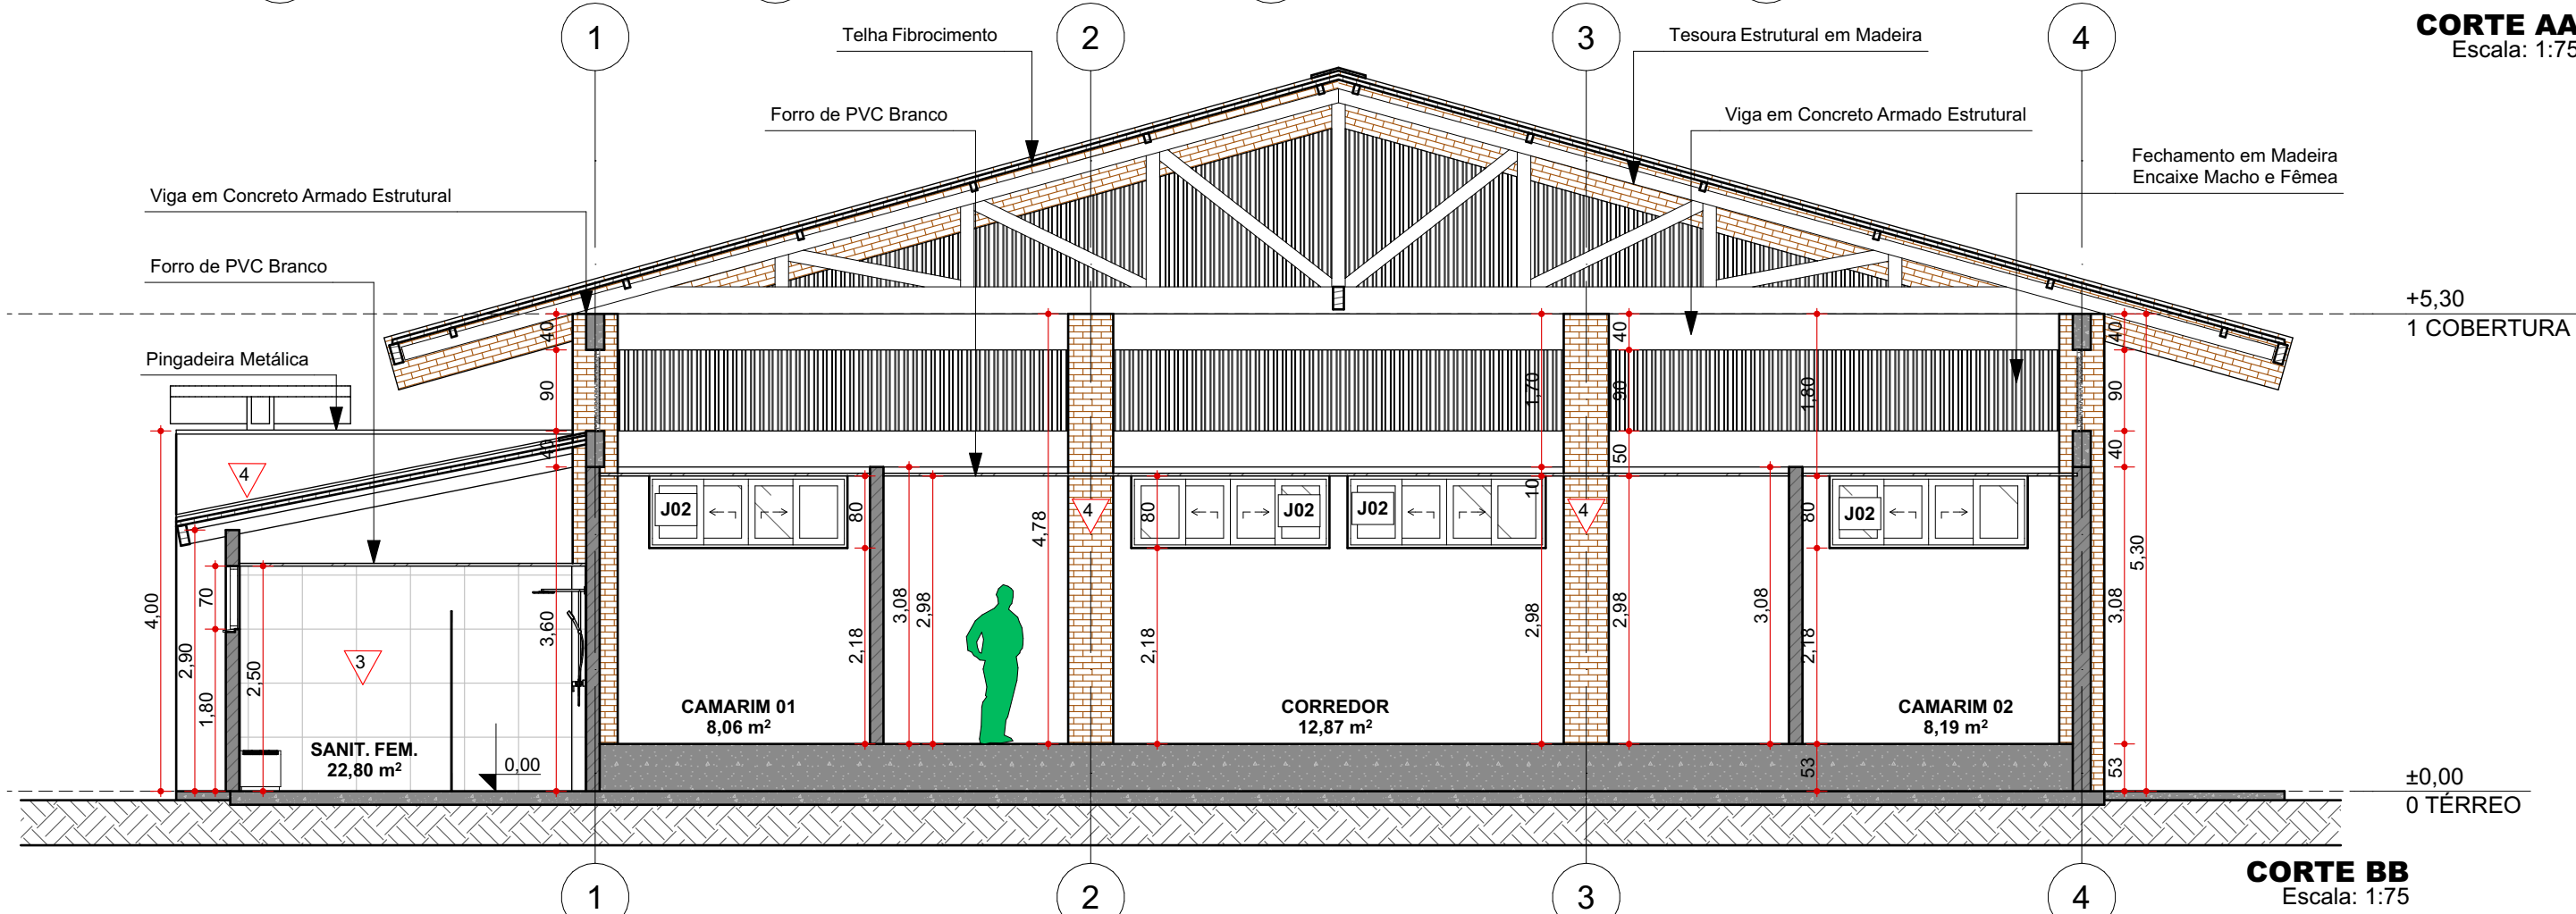 CORTE AA
Escala: 1:75
1
2
3
4
Telha Fibrocimento
Tesoura Estrutural em Madeira
Forro de PVC Branco
Viga em Concreto Armado Estrutural
Fechamento em Madeira
Encaixe Macho e Fêmea
Viga em Concreto Armado Estrutural
Forro de PVC Branco
Pingadeira Metálica
+5,30
1 COBERTURA
40
90
40
4,00
2,90
1,80
70
2,50
3,60
4
3
SANIT. FEM.
22,80 m²
0,00
J02
80
2,18
3,08
2,98
4,78
CAMARIM 01
8,06 m²
4
80
2,18
J02
J02
CORREDOR
12,87 m²
1,70
10
2,98
4
40
90
50
2,98
3,08
1,80
80
2,18
53
J02
CAMARIM 02
8,19 m²
40
90
40
3,08
53
5,30
±0,00
0 TÉRREO
1
2
3
4
CORTE BB
Escala: 1:75